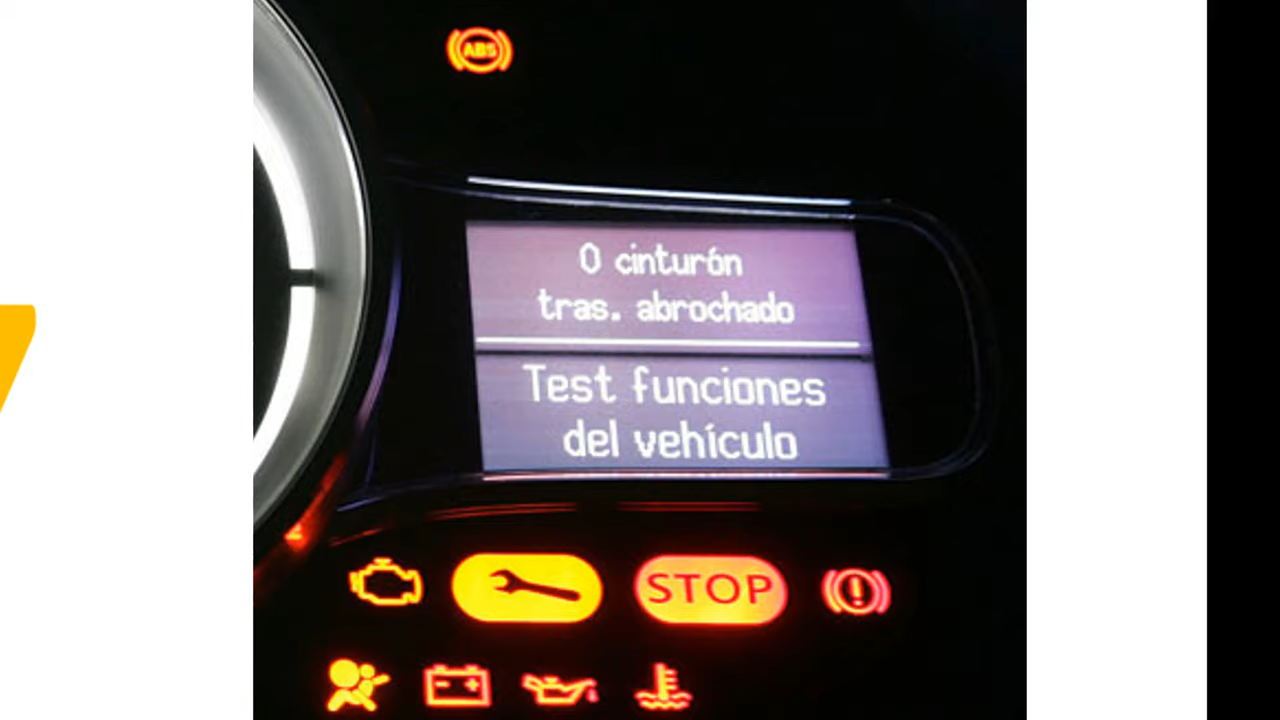 ABS
0 cinturón
tras. abrochado
Test funciones
del vehículo
STOP